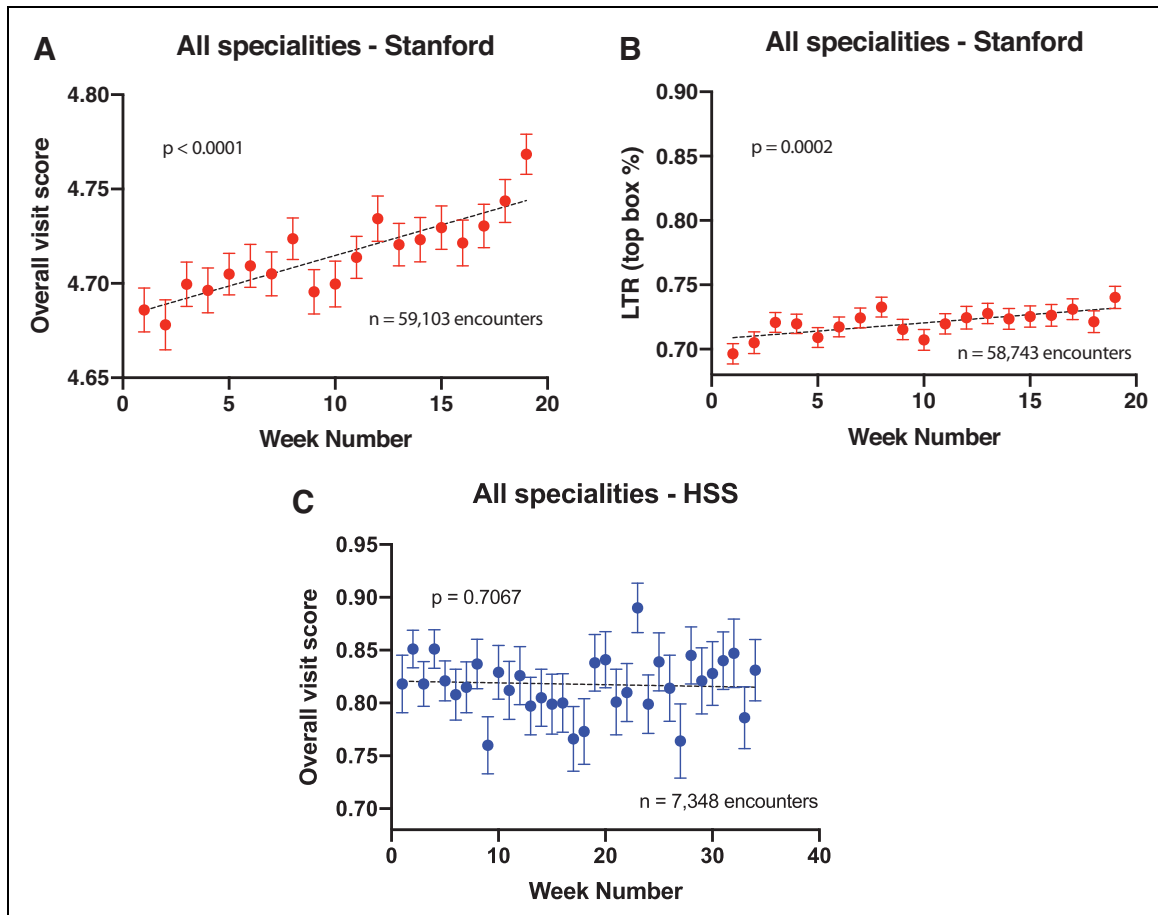 A
All specialities - Stanford
4.80
4.75
4.70
4.65
Overall visit score
p < 0.0001
n = 59,103 encounters
0
5
10
15
20
Week Number
B
All specialities - Stanford
0.90
0.85
0.80
0.75
0.70
LTR (top box %)
p = 0.0002
n = 58,743 encounters
0
5
10
15
20
Week Number
C
All specialities - HSS
0.95
0.90
0.85
0.80
0.75
0.70
Overall visit score
p = 0.7067
n = 7,348 encounters
0
10
20
30
40
Week Number